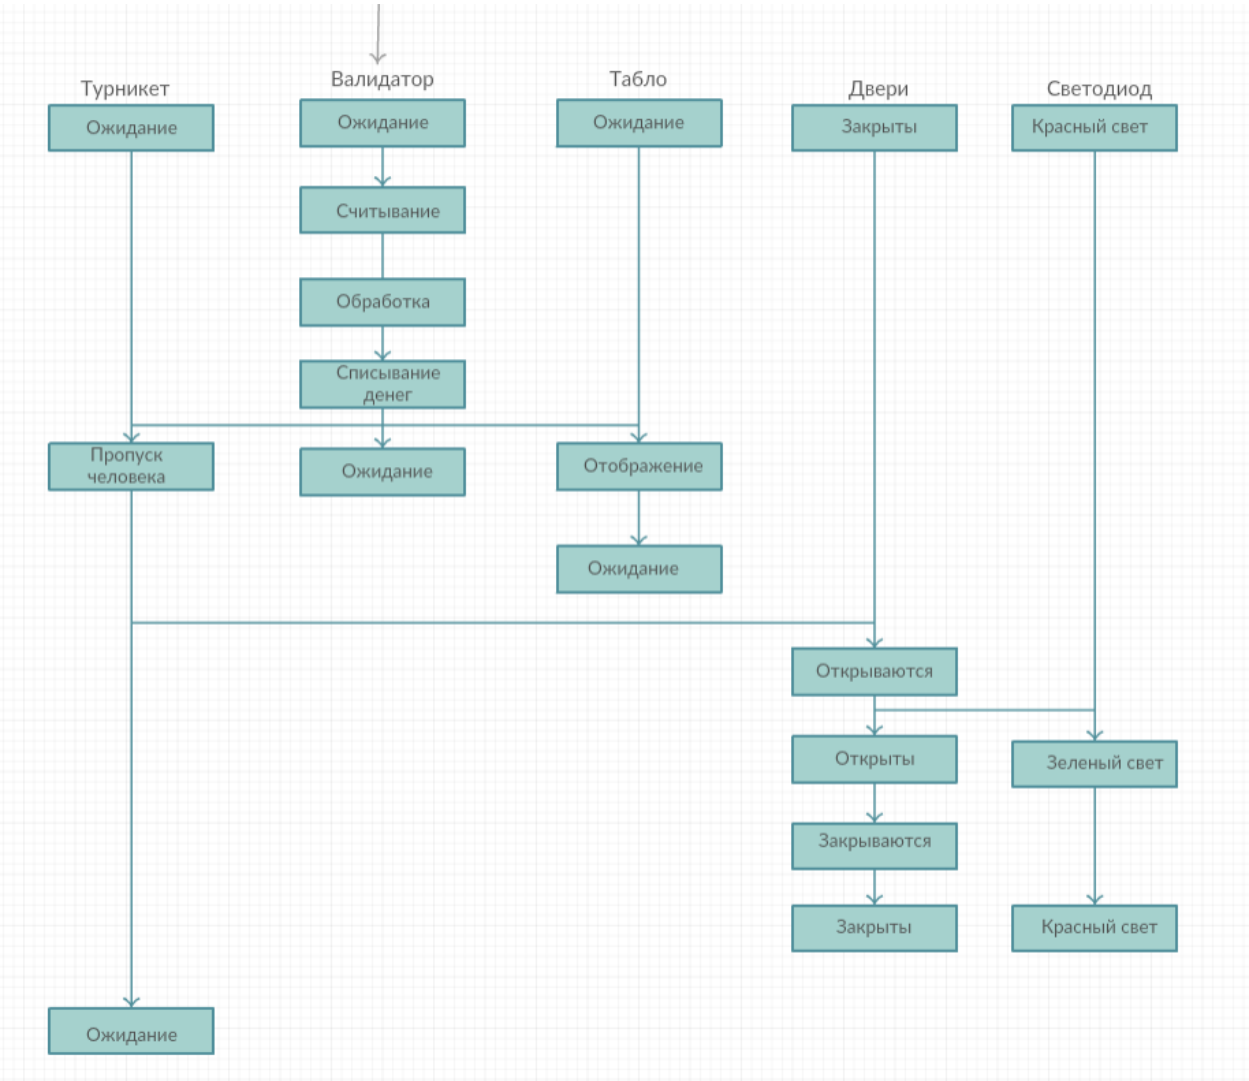 Турникет
Валидатор
Табло
Двери
Светодиод
Ожидание
Ожидание
Ожидание
Закрыты
Красный свет
Считывание
Обработка
Списывание
денег
Пропуск
человека
Ожидание
Отображение
Ожидание
Открываются
Открыты
Зеленый свет
Закрываются
Закрыты
Красный свет
Ожидание